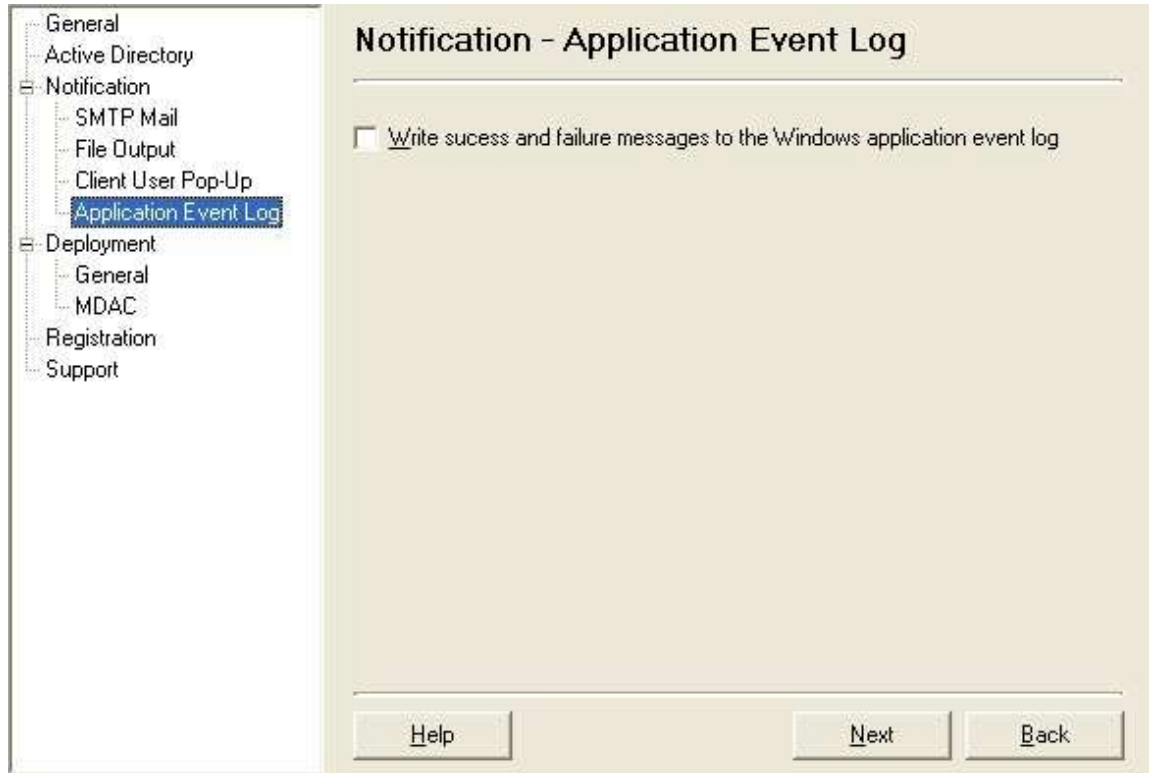 General
Active Directory
Notification
SMTP Mail
File Output
Client User Pop-Up
Application Event Log
Deployment
General
MDAC
Registration
Support
Notification - Application Event Log
Write sucess and failure messages to the Windows application event log
Help
Next
Back